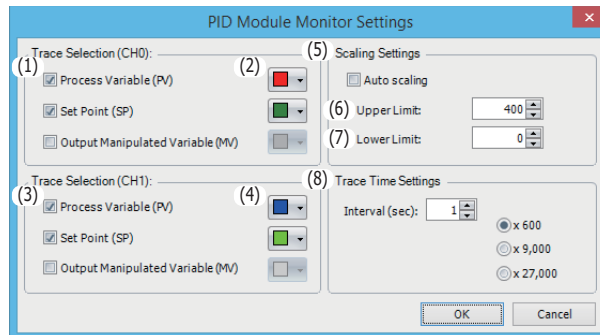 PID Module Monitor Settings
Trace Selection (CH0):
(1)
Process Variable (PV)
(2)
Set Point (SP)
Output Manipulated Variable (MV)
Trace Selection (CH1):
(3)
Process Variable (PV)
(4)
Set Point (SP)
Output Manipulated Variable (MV)
(5)
Scaling Settings
Auto scaling
(6) Upper Limit: 400
(7) Lower Limit: 0
(8)
Trace Time Settings
Interval (sec): 1
x 600
x 9,000
x 27,000
OK
Cancel